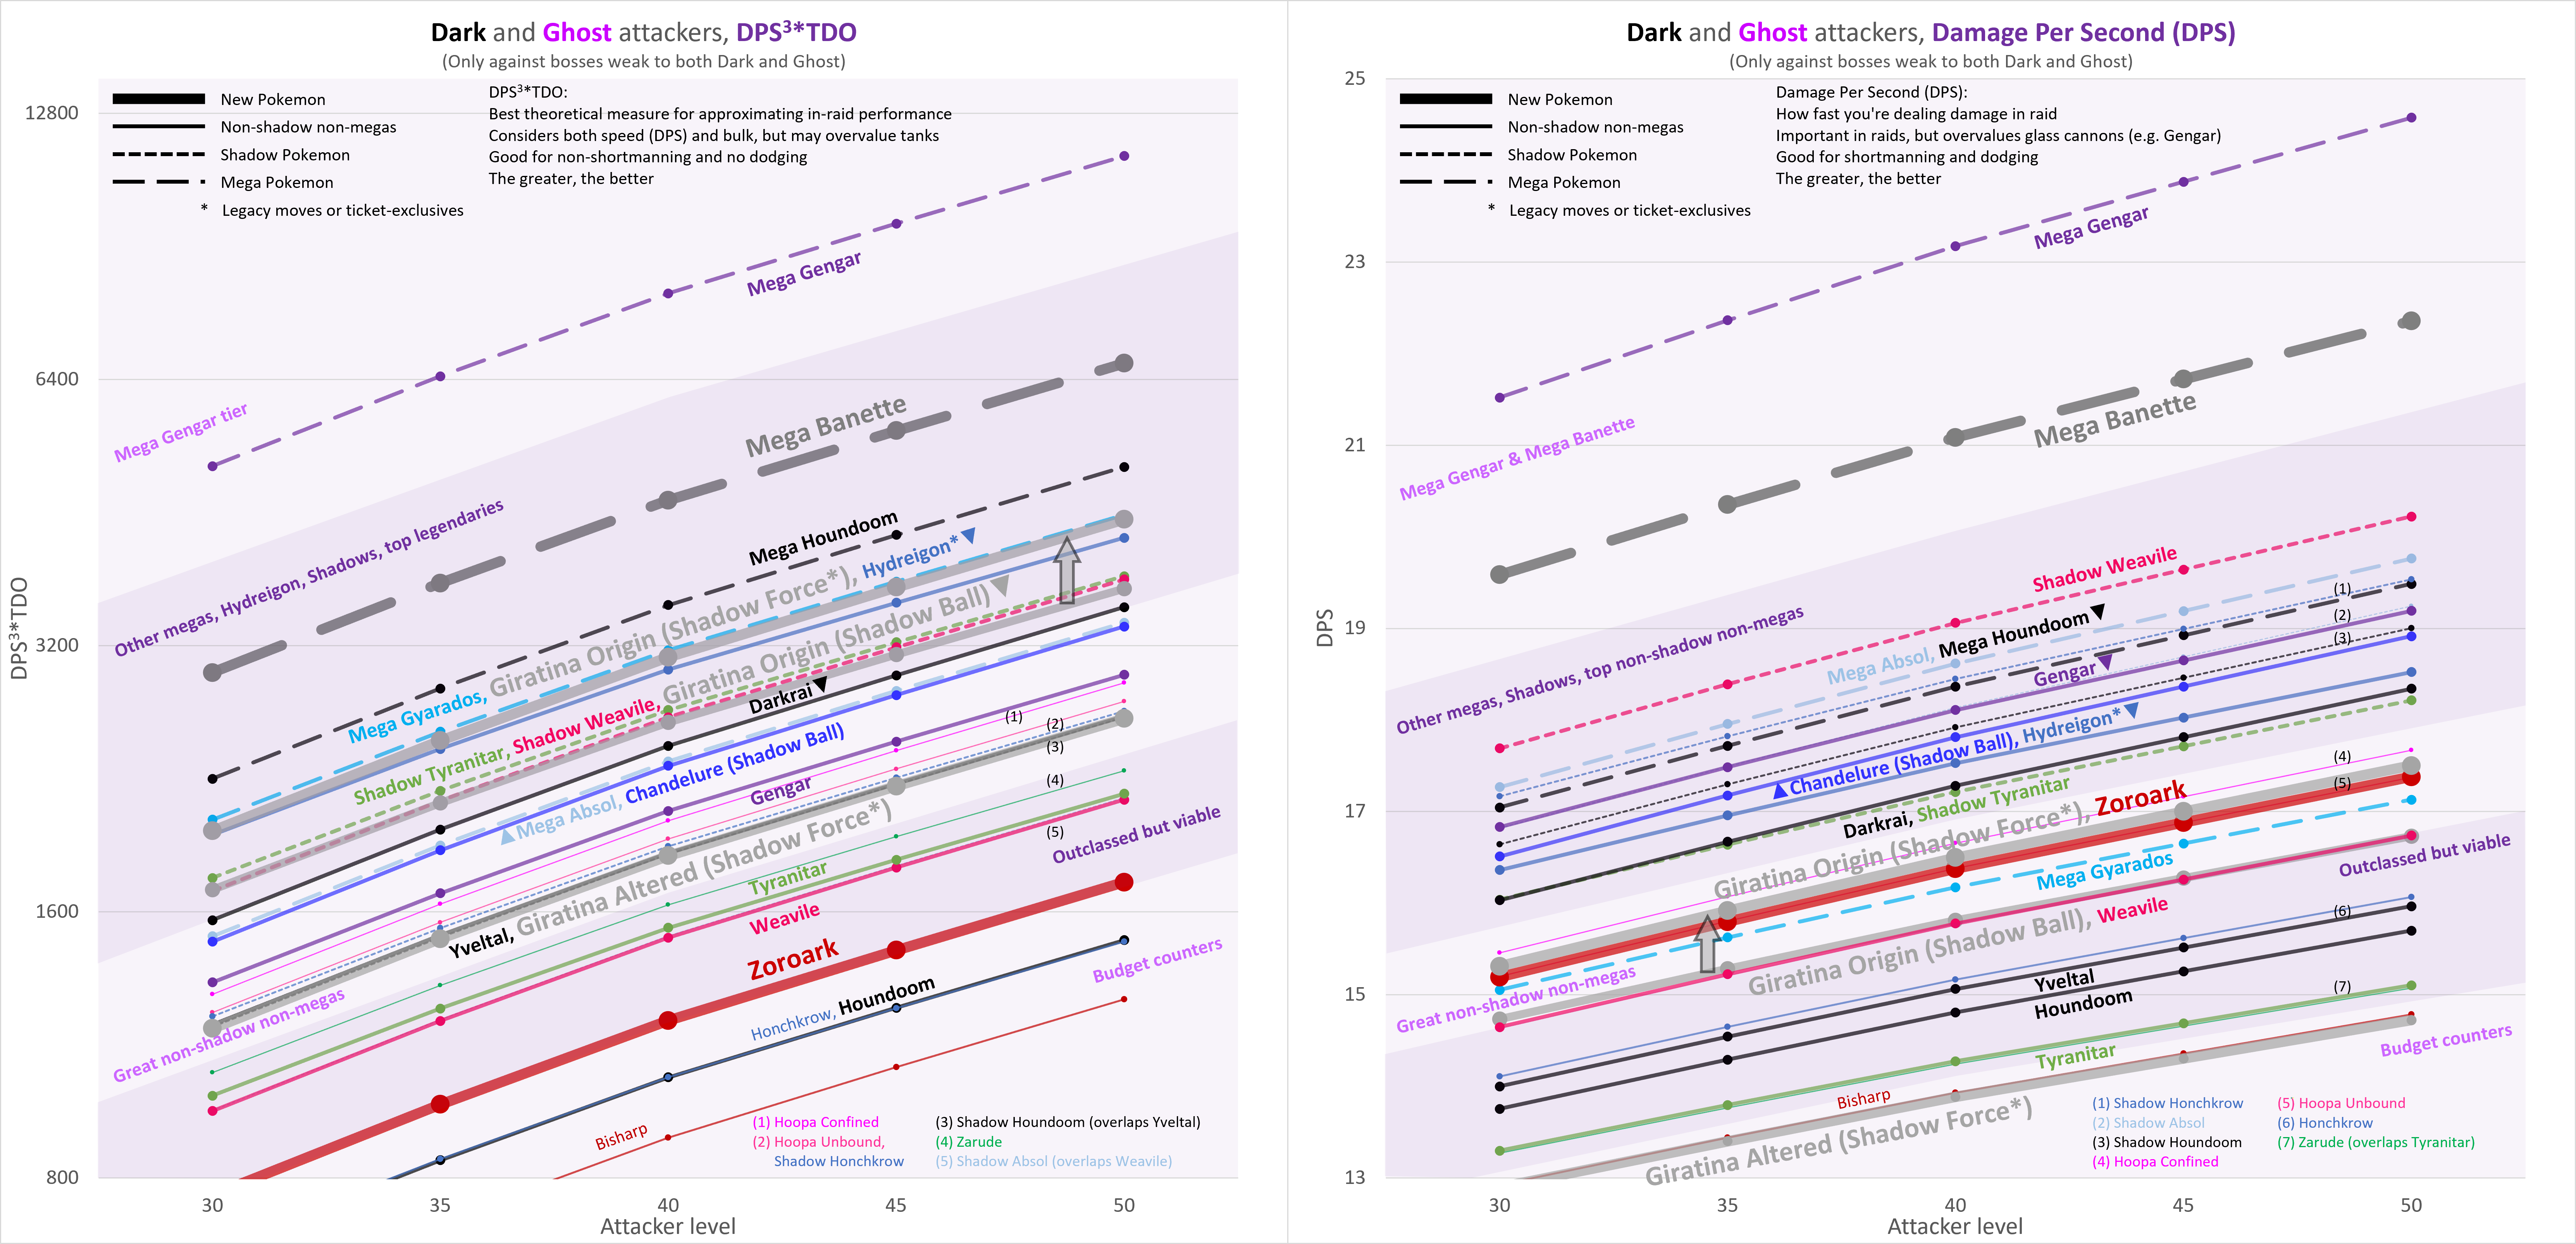 Dark and Ghost attackers, DPS³*TDO
(Only against bosses weak to both Dark and Ghost)
New Pokemon
Non-shadow non-megas
Shadow Pokemon
Mega Pokemon
* Legacy moves or ticket-exclusives
DPS³*TDO:
Best theoretical measure for approximating in-raid performance
Considers both speed (DPS) and bulk, but may overvalue tanks
Good for non-shortmanning and no dodging
The greater, the better
DPS³*TDO
12800
6400
3200
1600
800
Mega Gengar
Mega Gengar tier
Mega Banette
Other megas, Hydreigon, Shadows, top legendaries
Mega Houndoom
Mega Gyarados, Giratina Origin (Shadow Force*), Hydreigon*▼
Shadow Tyranitar, Shadow Weavile, Giratina Origin (Shadow Ball)▼
Darkrai▼
▲Mega Absol, Chandelure (Shadow Ball)
(1)
(2)
(3)
Gengar
Yveltal, Giratina Altered (Shadow Force*)
(4)
Tyranitar
(5)
Weavile
Outclassed but viable
Great non-shadow non-megas
Zoroark
Honchkrow, Houndoom
Budget counters
Bisharp
(1) Hoopa Confined
(2) Hoopa Unbound,
Shadow Honchkrow
(3) Shadow Houndoom (overlaps Yveltal)
(4) Zarude
(5) Shadow Absol (overlaps Weavile)
30 35 40 45 50
Attacker level
Dark and Ghost attackers, Damage Per Second (DPS)
(Only against bosses weak to both Dark and Ghost)
New Pokemon
Non-shadow non-megas
Shadow Pokemon
Mega Pokemon
* Legacy moves or ticket-exclusives
Damage Per Second (DPS):
How fast you're dealing damage in raid
Important in raids, but overvalues glass cannons (e.g. Gengar)
Good for shortmanning and dodging
The greater, the better
DPS
25
23
21
19
17
15
13
Mega Gengar
Mega Gengar & Mega Banette
Mega Banette
Other megas, Shadows, top non-shadow non-megas
Shadow Weavile
Mega Absol, Mega Houndoom▼
(1)
(2)
(3)
Gengar▼
▲Chandelure (Shadow Ball), Hydreigon*▼
Darkrai, Shadow Tyranitar
(4)
(5)
Giratina Origin (Shadow Force*), Zoroark
Mega Gyarados
Giratina Origin (Shadow Ball), Weavile
Outclassed but viable
Great non-shadow non-megas
(6)
Yveltal
Houndoom
(7)
Tyranitar
Budget counters
Bisharp
Giratina Altered (Shadow Force*)
(1) Shadow Honchkrow
(2) Shadow Absol
(3) Shadow Houndoom
(4) Hoopa Confined
(5) Hoopa Unbound
(6) Honchkrow
(7) Zarude (overlaps Tyranitar)
30 35 40 45 50
Attacker level